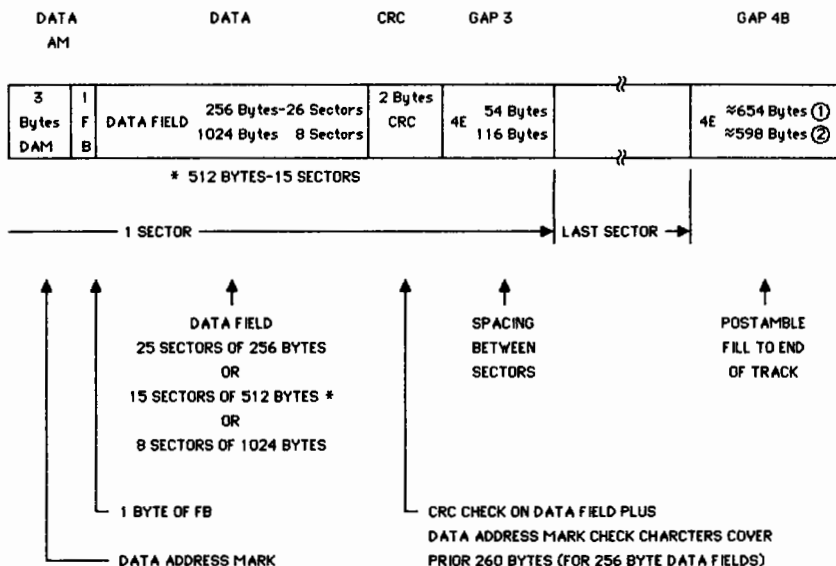 DATA AM DATA CRC GAP 3 GAP 4B
3 Bytes DAM
1 F B
DATA FIELD 256 Bytes-26 Sectors
1024 Bytes 8 Sectors
2 Bytes CRC
4E 54 Bytes
116 Bytes
4E ≈654 Bytes ①
≈598 Bytes ②
* 512 BYTES-15 SECTORS
1 SECTOR
LAST SECTOR
DATA FIELD
25 SECTORS OF 256 BYTES
OR
15 SECTORS OF 512 BYTES *
OR
8 SECTORS OF 1024 BYTES
SPACING
BETWEEN
SECTORS
POSTAMBLE
FILL TO END
OF TRACK
1 BYTE OF FB
DATA ADDRESS MARK
CRC CHECK ON DATA FIELD PLUS
DATA ADDRESS MARK CHECK CHARCTERS COVER
PRIOR 260 BYTES (FOR 256 BYTE DATA FIELDS)